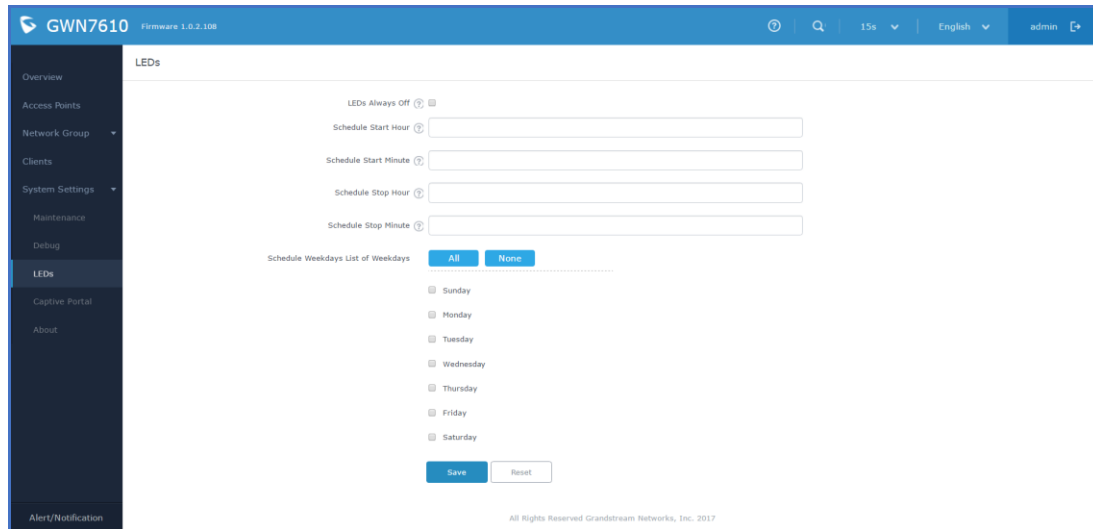 GWN7610 Firmware 1.0.2.108
15s
English
admin
Overview
Access Points
Network Group
Clients
System Settings
Maintenance
Debug
LEDs
Captive Portal
About
Alert/Notification
LEDs
LEDs Always Off
Schedule Start Hour
Schedule Start Minute
Schedule Stop Hour
Schedule Stop Minute
Schedule Weekdays List of Weekdays
All None
Sunday
Monday
Tuesday
Wednesday
Thursday
Friday
Saturday
Save Reset
All Rights Reserved Grandstream Networks, Inc. 2017